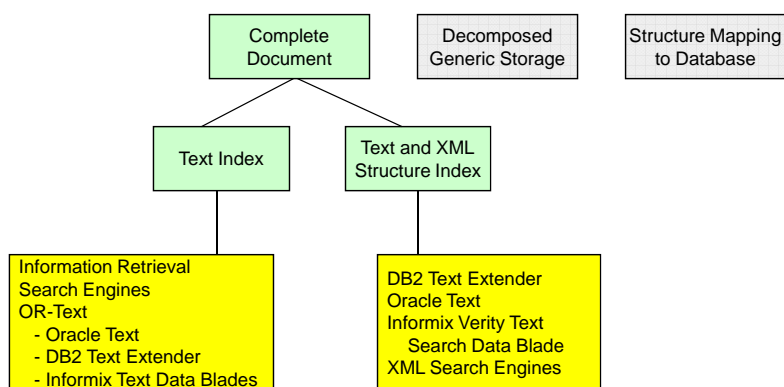 Complete
Document
Decomposed
Generic Storage
Structure Mapping
to Database
Text Index
Text and XML
Structure Index
Information Retrieval
Search Engines
OR-Text
- Oracle Text
- DB2 Text Extender
- Informix Text Data Blades
DB2 Text Extender
Oracle Text
Informix Verity Text
Search Data Blade
XML Search Engines